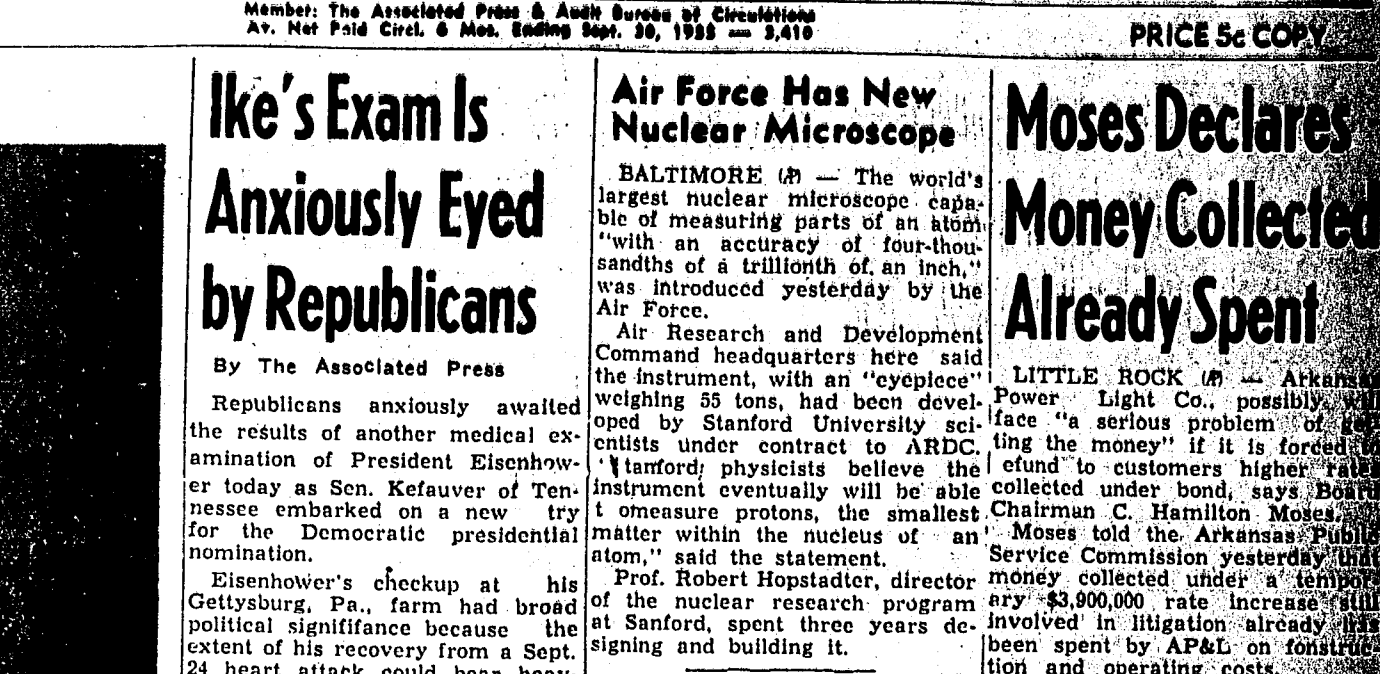 Member: The Associated Press & Audit Bureau of Circulations
Av. Net Paid Circl. 6 Mos. Ending Sept. 30, 1955 — 3,410
PRICE 5c COPY
Ike's Exam Is
Anxiously Eyed
by Republicans
By The Associated Press
Republicans anxiously awaited
the results of another medical ex-
amination of President Eisenhow-
er today as Sen. Kefauver of Ten-
nessee embarked on a new try
for the Democratic presidential
nomination.
Eisenhower's checkup at his
Gettysburg, Pa., farm had broad
political signififance because the
extent of his recovery from a Sept.
24 heart attack could
Air Force Has New
Nuclear Microscope
BALTIMORE (AP) — The world's
largest nuclear microscope capa-
ble of measuring parts of an atom
"with an accuracy of four-thou-
sandths of a trillionth of an inch,"
was introduced yesterday by the
Air Force.
Air Research and Development
Command headquarters here said
the instrument, with an "eyepiece"
weighing 55 tons, had been devel-
oped by Stanford University sci-
entists under contract to ARDC.
tanford physicists believe the
instrument eventually will be able
t omeasure protons, the smallest
matter within the nucleus of an
atom," said the statement.
Prof. Robert Hopstadter, director
of the nuclear research program
at Sanford, spent three years de-
signing and building it.
Moses Declares
Money Collected
Already Spent
LITTLE ROCK (AP) — Arkansas
Power Light Co., possibly will
face "a serious problem of get-
ting the money" if it is forced to
efund to customers higher rates
collected under bond, says Board
Chairman C. Hamilton Moses.
Moses told the Arkansas Public
Service Commission yesterday that
money collected under a tempor-
ary $3,900,000 rate increase still
involved in litigation already has
been spent by AP&L on fonstruc-
tion and operating costs.